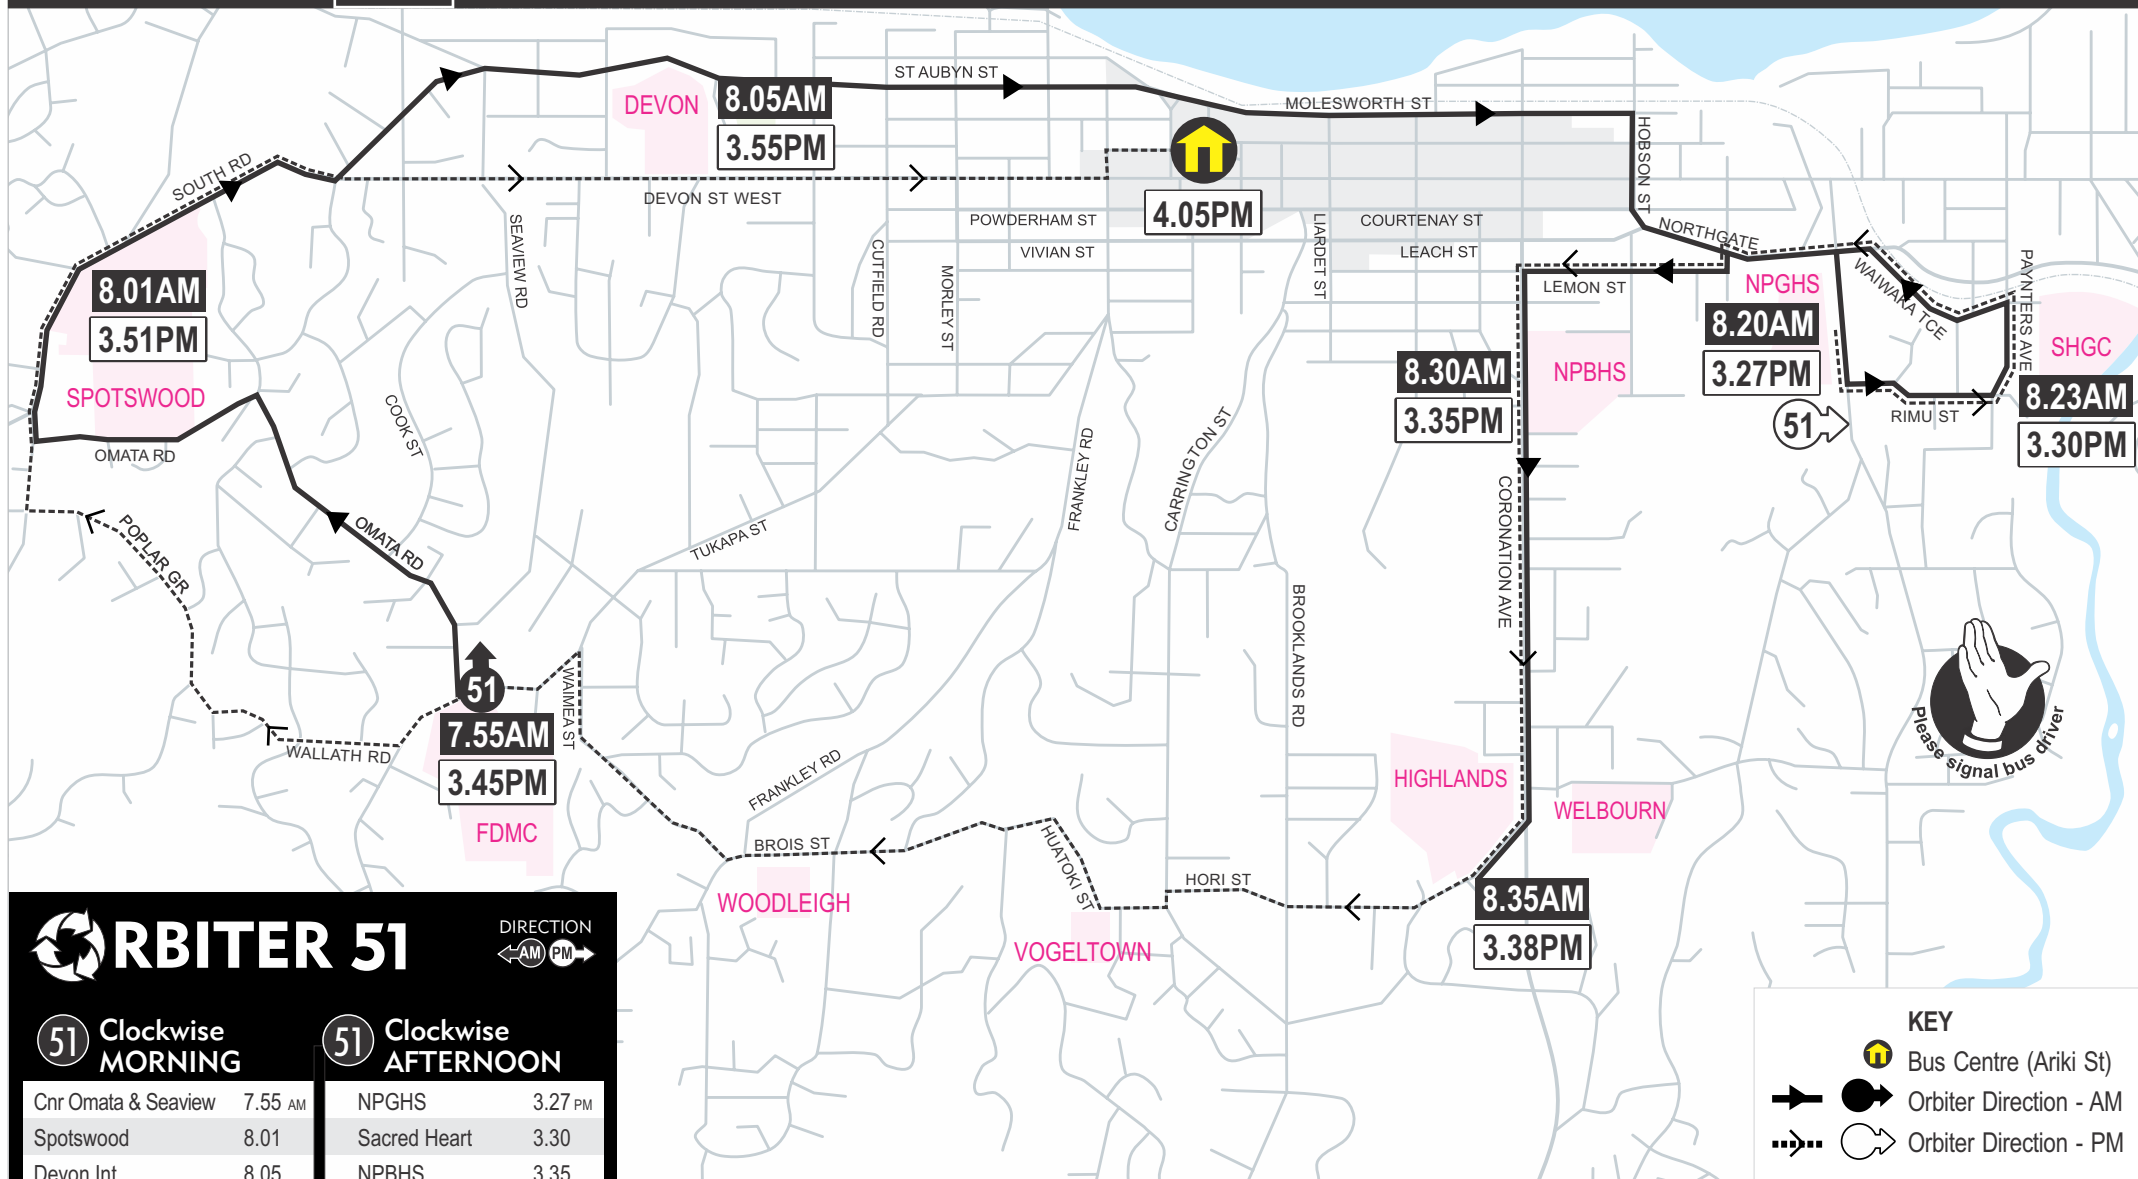 ST AUBYN ST
MOLESWORTH ST
HOBSON ST
DEVON
8.05AM
3.55PM
SOUTH RD
DEVON ST WEST
4.05PM
POWDERHAM ST
VIVIAN ST
LIARDET ST
COURTENAY ST
LEACH ST
NORTHGATE
SEAVIEW RD
CUTFIELD RD
MORLEY ST
LEMON ST
NPGHS
8.20AM
3.27PM
WAIWAKA TCE
PAYNTERS AVE
SHGC
8.23AM
3.30PM
8.01AM
3.51PM
SPOTSWOOD
OMATA RD
COOK ST
8.30AM
3.35PM
NPBHS
51
RIMU ST
FRANKLEY RD
CARRINGTON ST
CORONATION AVE
POPLAR GR
OMATA RD
TUKAPA ST
BROOKLANDS RD
51
7.55AM
3.45PM
WAIMEA ST
WALLATH RD
FDMC
FRANKLEY RD
BROIS ST
WOODLEIGH
HUATOKI ST
VOGELTOWN
HORI ST
HIGHLANDS
WELBOURN
8.35AM
3.38PM
Please signal bus driver
RBITER 51
DIRECTION
AM PM
51 Clockwise MORNING
51 Clockwise AFTERNOON
Cnr Omata & Seaview 7.55 AM NPGHS 3.27 PM
Spotswood 8.01 Sacred Heart 3.30
Devon Int 8.05 NPBHS 3.35
KEY
Bus Centre (Ariki St)
Orbiter Direction - AM
Orbiter Direction - PM